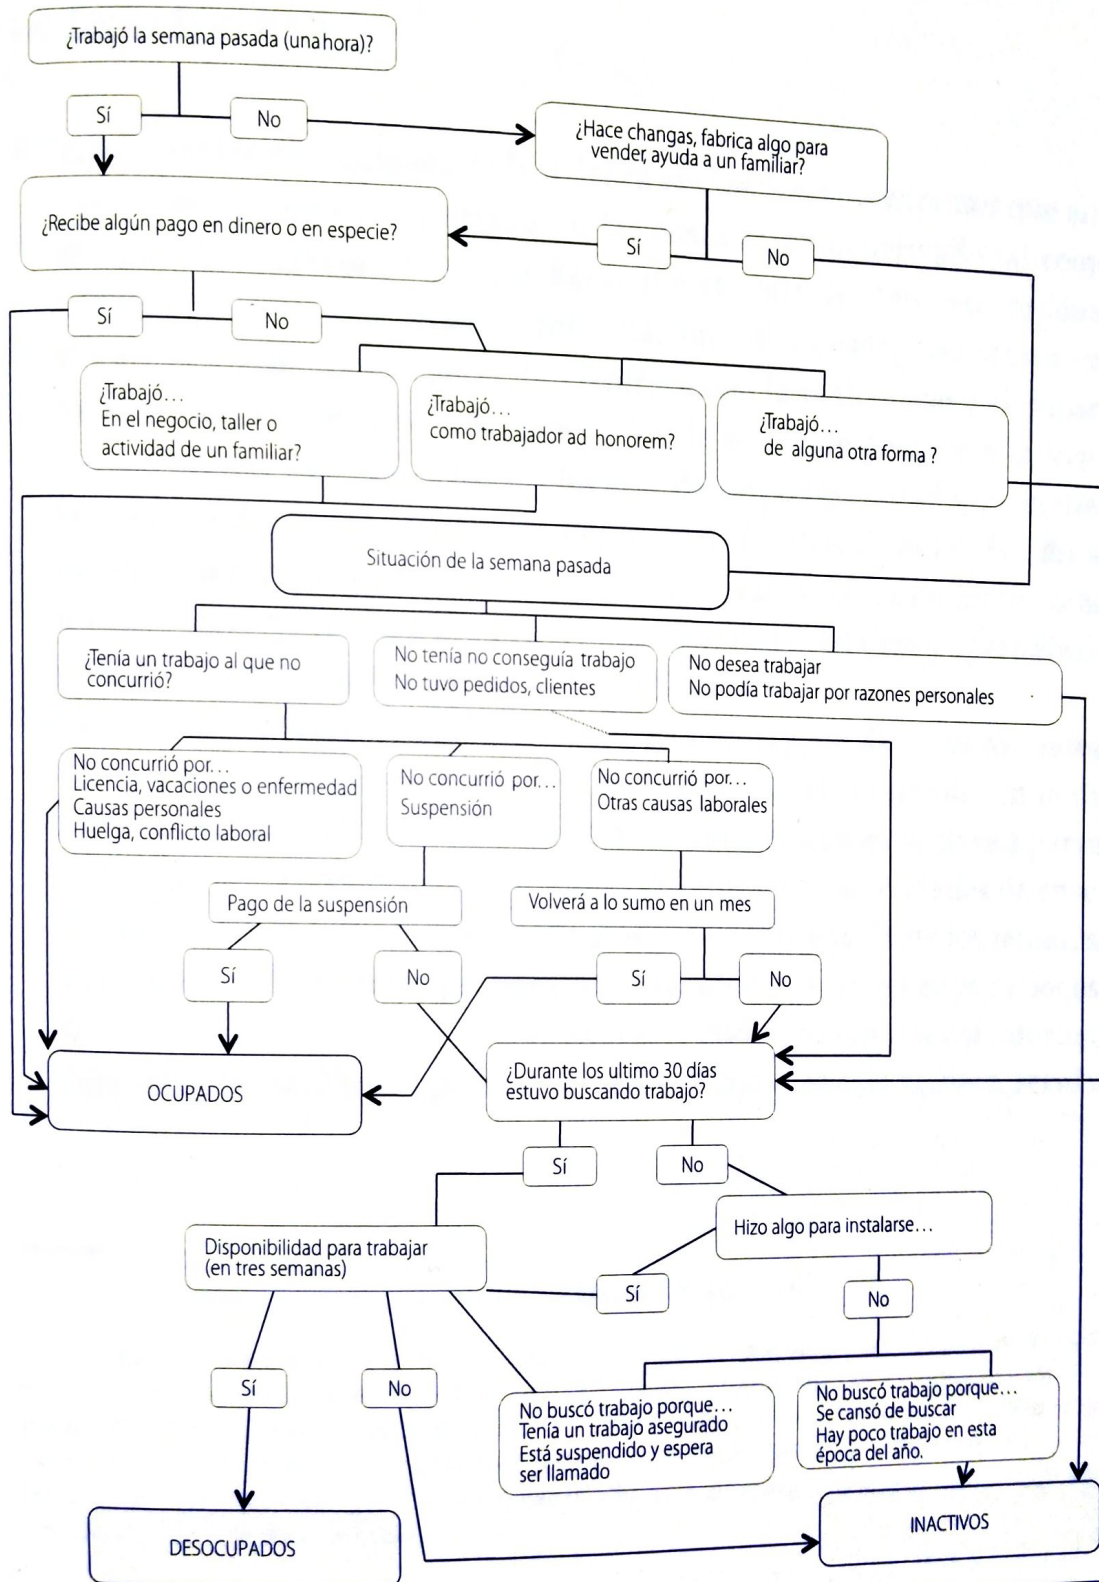 ¿Trabajó la semana pasada (una hora)?
Sí
No
¿Hace changas, fabrica algo para
vender, ayuda a un familiar?
¿Recibe algún pago en dinero o en especie?
Sí
No
Sí
No
¿Trabajó...
En el negocio, taller o
actividad de un familiar?
¿Trabajó...
como trabajador ad honorem?
¿Trabajó...
de alguna otra forma ?
Situación de la semana pasada
¿Tenía un trabajo al que no
concurrió?
No tenía no conseguía trabajo
No tuvo pedidos, clientes
No desea trabajar
No podía trabajar por razones personales
No concurrió por...
Licencia, vacaciones o enfermedad
Causas personales
Huelga, conflicto laboral
No concurrió por...
Suspensión
No concurrió por...
Otras causas laborales
Pago de la suspensión
Volverá a lo sumo en un mes
Sí
No
Sí
No
OCUPADOS
¿Durante los ultimo 30 días
estuvo buscando trabajo?
Sí
No
Hizo algo para instalarse...
Disponibilidad para trabajar
(en tres semanas)
Sí
No
Sí
No
No buscó trabajo porque...
Tenía un trabajo asegurado
Está suspendido y espera
ser llamado
No buscó trabajo porque...
Se cansó de buscar
Hay poco trabajo en esta
época del año.
DESOCUPADOS
INACTIVOS